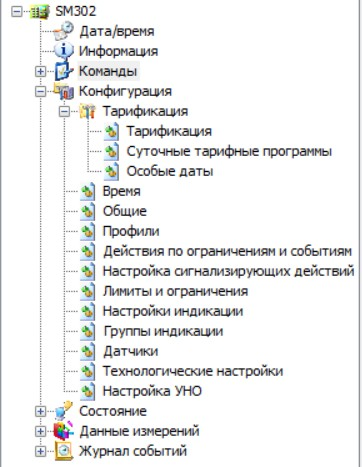 SM302
Дата/время
Информация
Команды
Конфигурация
Тарификация
Тарификация
Суточные тарифные программы
Особые даты
Время
Общие
Профили
Действия по ограничениям и событиям
Настройка сигнализирующих действий
Лимиты и ограничения
Настройки индикации
Группы индикации
Датчики
Технологические настройки
Настройка УНО
Состояние
Данные измерений
Журнал событий